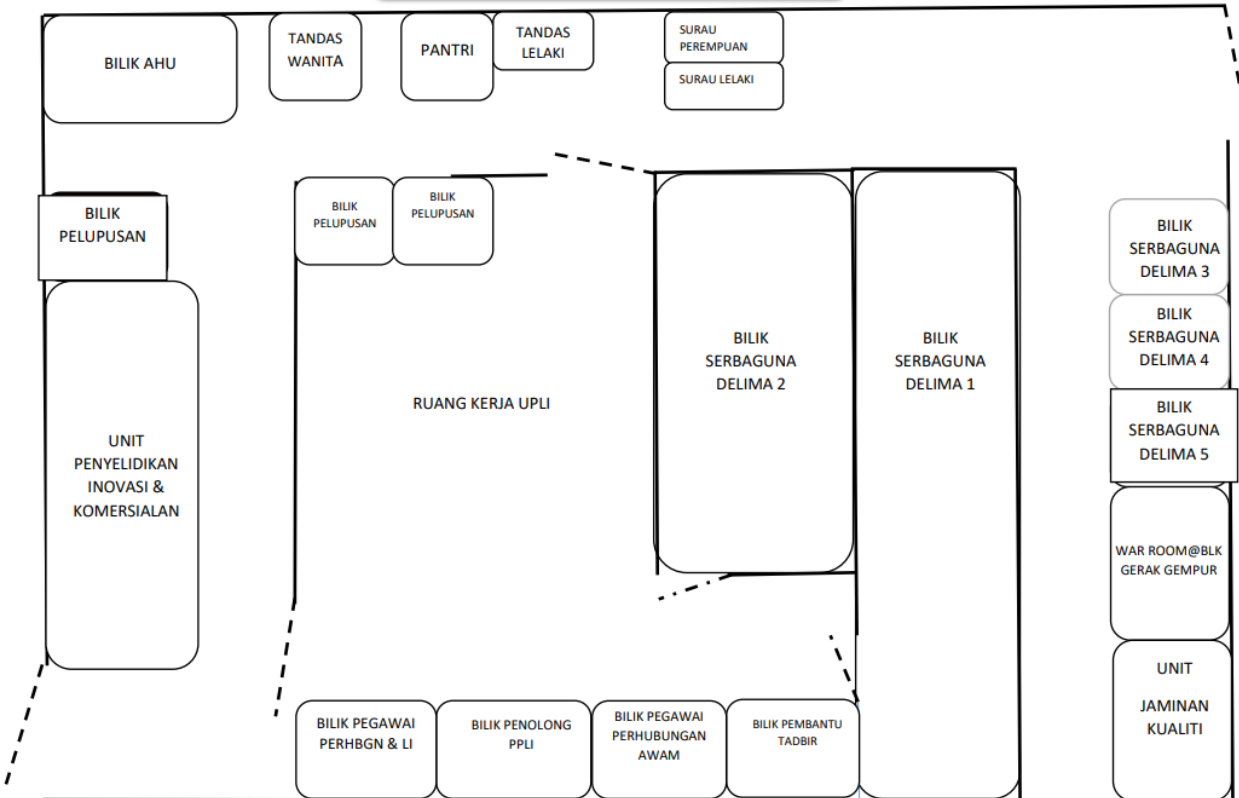 BILIK AHU
TANDAS
WANITA
PANTRI
TANDAS
LELAKI
SURAU
PEREMPUAN
SURAU LELAKI
BILIK
PELUPUSAN
BILIK
PELUPUSAN
BILIK
PELUPUSAN
BILIK
SERBAGUNA
DELIMA 2
BILIK
SERBAGUNA
DELIMA 1
BILIK
SERBAGUNA
DELIMA 3
BILIK
SERBAGUNA
DELIMA 4
BILIK
SERBAGUNA
DELIMA 5
RUANG KERJA UPLI
UNIT
PENYELIDIKAN
INOVASI &
KOMERSIALAN
WAR ROOM@BLK
GERAK GEMPUR
UNIT
JAMINAN
KUALITI
BILIK PEGAWAI
PERHBGN & LI
BILIK PENOLONG
PPLI
BILIK PEGAWAI
PERHUBUNGAN
AWAM
BILIK PEMBANTU
TADBIR